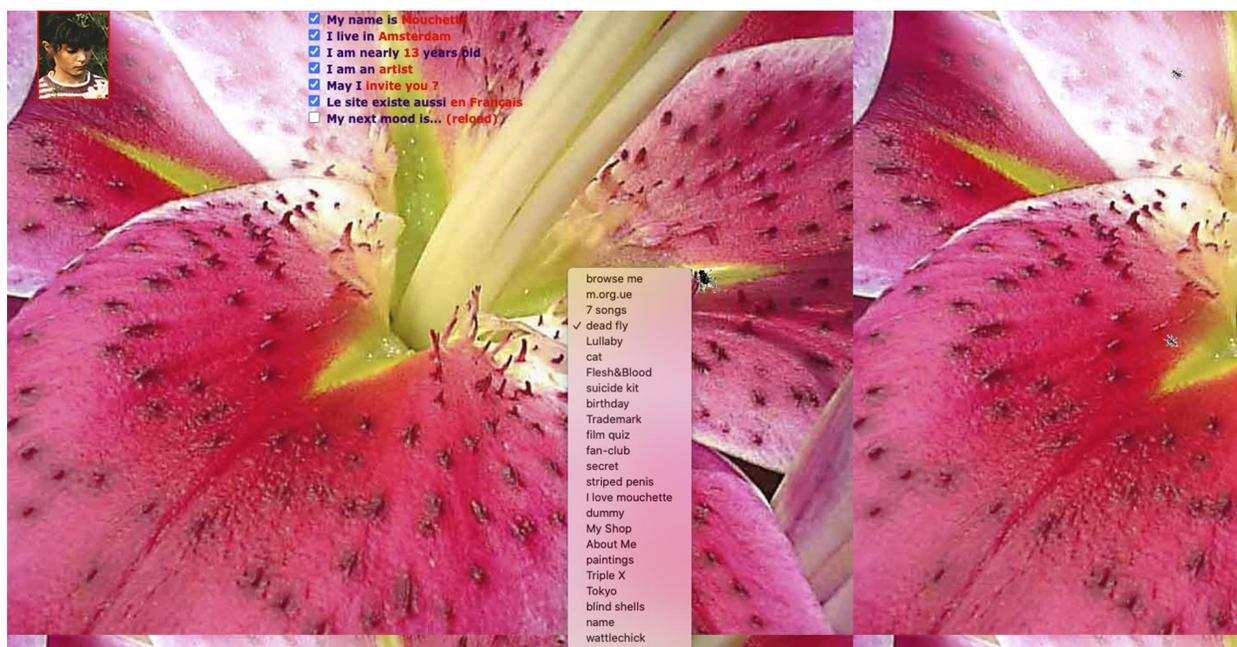 My name is Mouchette
I live in Amsterdam
I am nearly 13 years old
I am an artist
May I invite you ?
Le site existe aussi en Français
My next mood is... (reload)
browse me
m.org.ue
7 songs
dead fly
Lullaby
cat
Flesh&Blood
suicide kit
birthday
Trademark
film quiz
fan-club
secret
striped penis
I love mouchette
dummy
My Shop
About Me
paintings
Triple X
Tokyo
blind shells
name
wattlechick